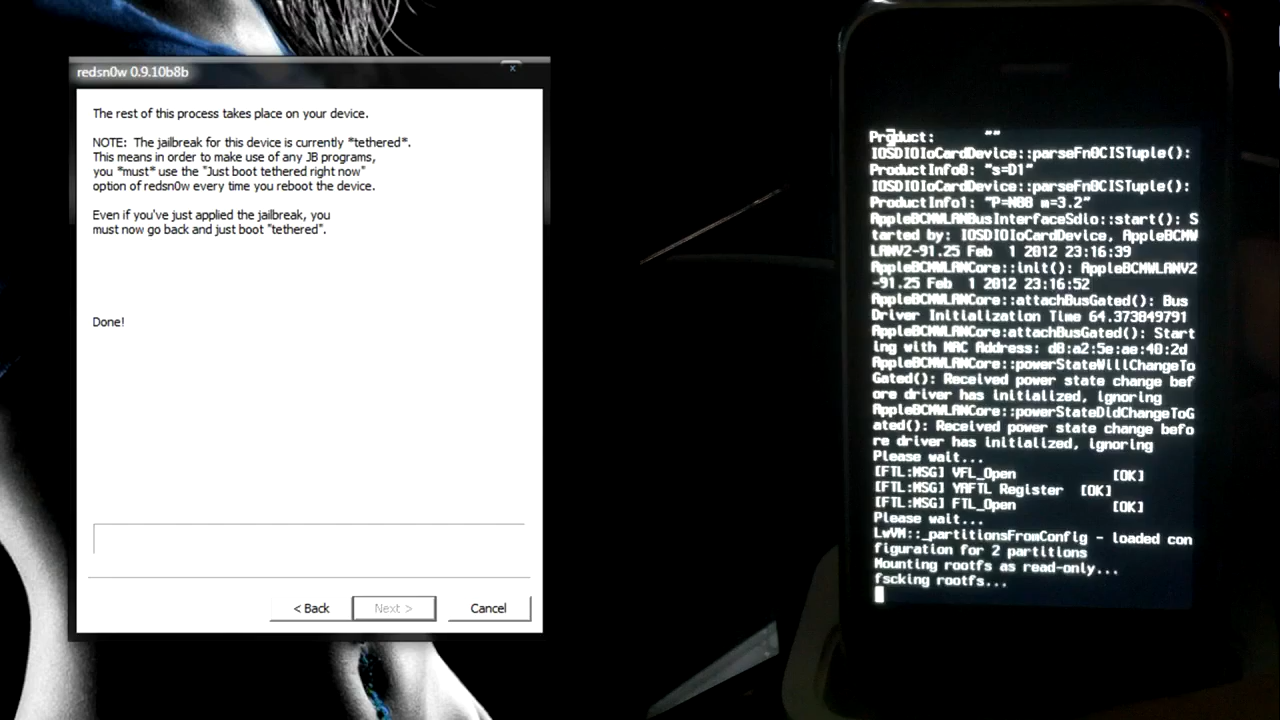 redsn0w 0.9.10b8b
The rest of this process takes place on your device.
NOTE: The jailbreak for this device is currently *tethered*.
This means in order to make use of any JB programs,
you *must* use the "Just boot tethered right now"
option of redsn0w every time you reboot the device.
Even if you've just applied the jailbreak, you
must now go back and just boot "tethered".
Done!
< Back
Next >
Cancel
Product: ""
IOSDIOIoCardDevice::parseFn0CISTuple():
ProductInfo0: "s=D1"
IOSDIOIoCardDevice::parseFn0CISTuple():
ProductInfo1: "P=N88 m=3.2"
AppleBCMWLANBusInterfaceSdio::start(): S
tarted by: IOSDIOIoCardDevice, AppleBCMW
LANV2-91.25 Feb 1 2012 23:16:39
AppleBCMWLANCore::init(): AppleBCMWLANV2
-91.25 Feb 1 2012 23:16:52
AppleBCMWLANCore::attachBusGated(): Bus
Driver Initialization Time 64.373849791
AppleBCMWLANCore:attachBusGated(): Start
ing with MAC Address: d8:a2:5e:ae:40:2d
AppleBCMWLANCore::powerStateWillChangeTo
Gated(): Received power state change bef
ore driver has initialized, ignoring
AppleBCMWLANCore::powerStateDidChangeToG
ated(): Received power state change befo
re driver has initialized, ignoring
Please wait...
[FTL:MSG] VFL_Open [OK]
[FTL:MSG] YAFTL Register [OK]
[FTL:MSG] FTL_Open [OK]
Please wait...
LwVM::_partitionsFromConfig - loaded con
figuration for 2 partitions
Mounting rootfs as read-only...
fscking rootfs...